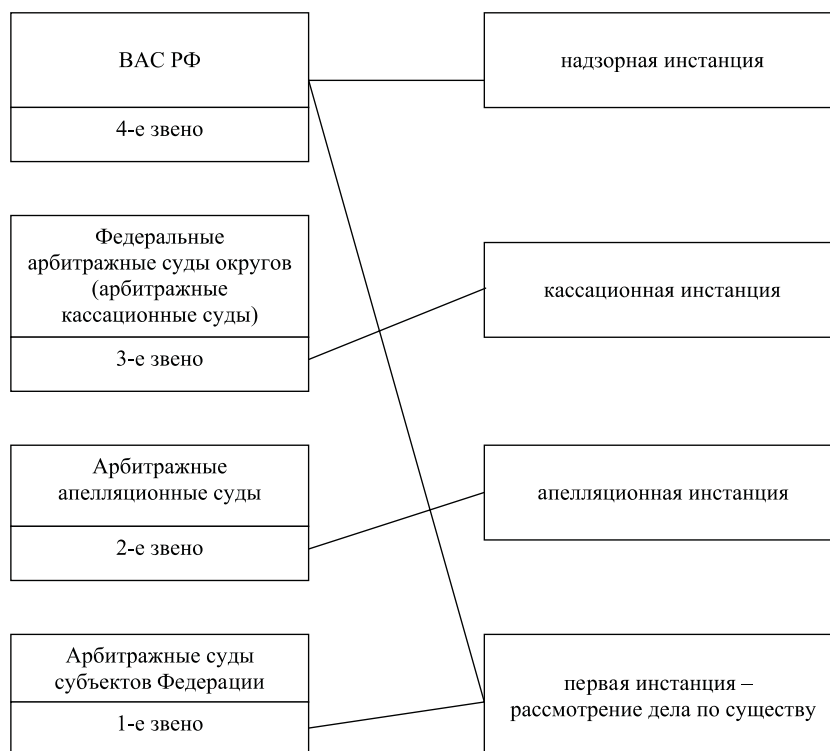 ВАС РФ
4-е звено
надзорная инстанция
Федеральные
арбитражные суды округов
(арбитражные
кассационные суды)
3-е звено
кассационная инстанция
Арбитражные
апелляционные суды
2-е звено
апелляционная инстанция
Арбитражные суды
субъектов Федерации
1-е звено
первая инстанция –
рассмотрение дела по существу